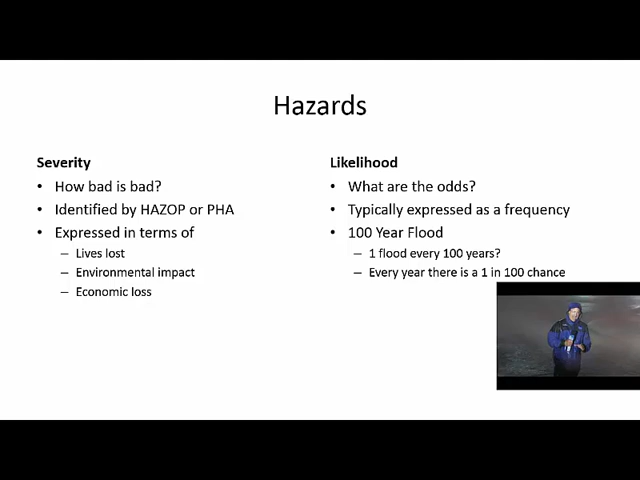 Hazards
Severity
• How bad is bad?
• Identified by HAZOP or PHA
• Expressed in terms of
– Lives lost
– Environmental impact
– Economic loss
Likelihood
• What are the odds?
• Typically expressed as a frequency
• 100 Year Flood
– 1 flood every 100 years?
– Every year there is a 1 in 100 chance